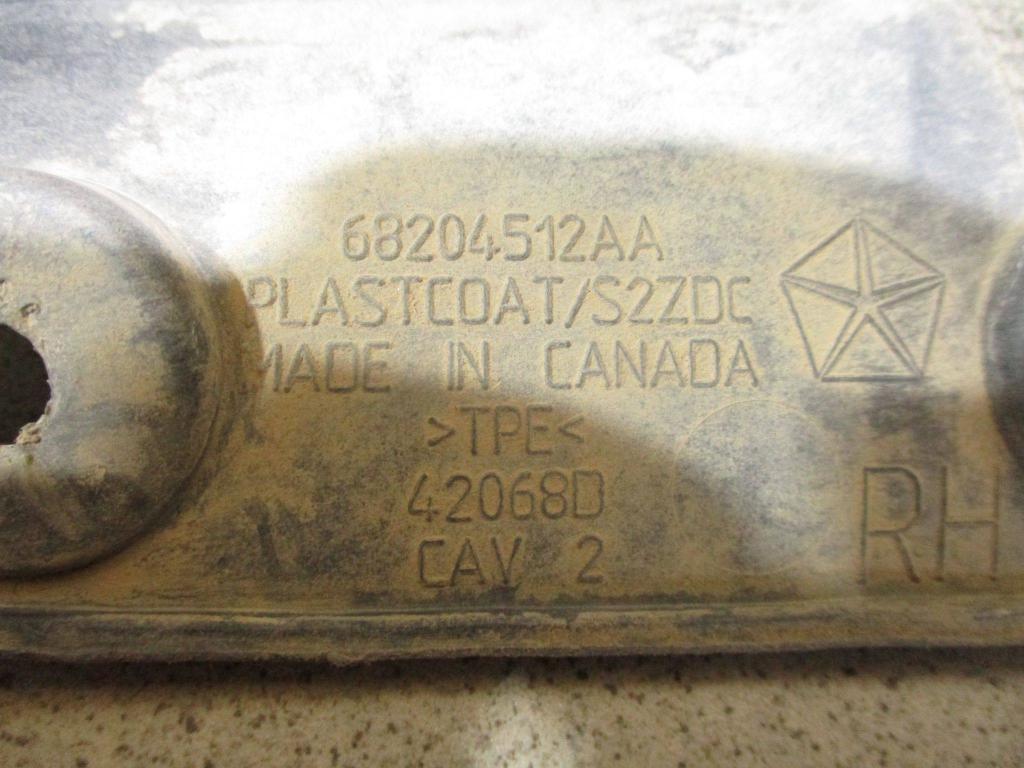 68204512AA
PLASTCOAT/S2ZDC
MADE IN CANADA
>TPE<
42068D
CAV 2
RH